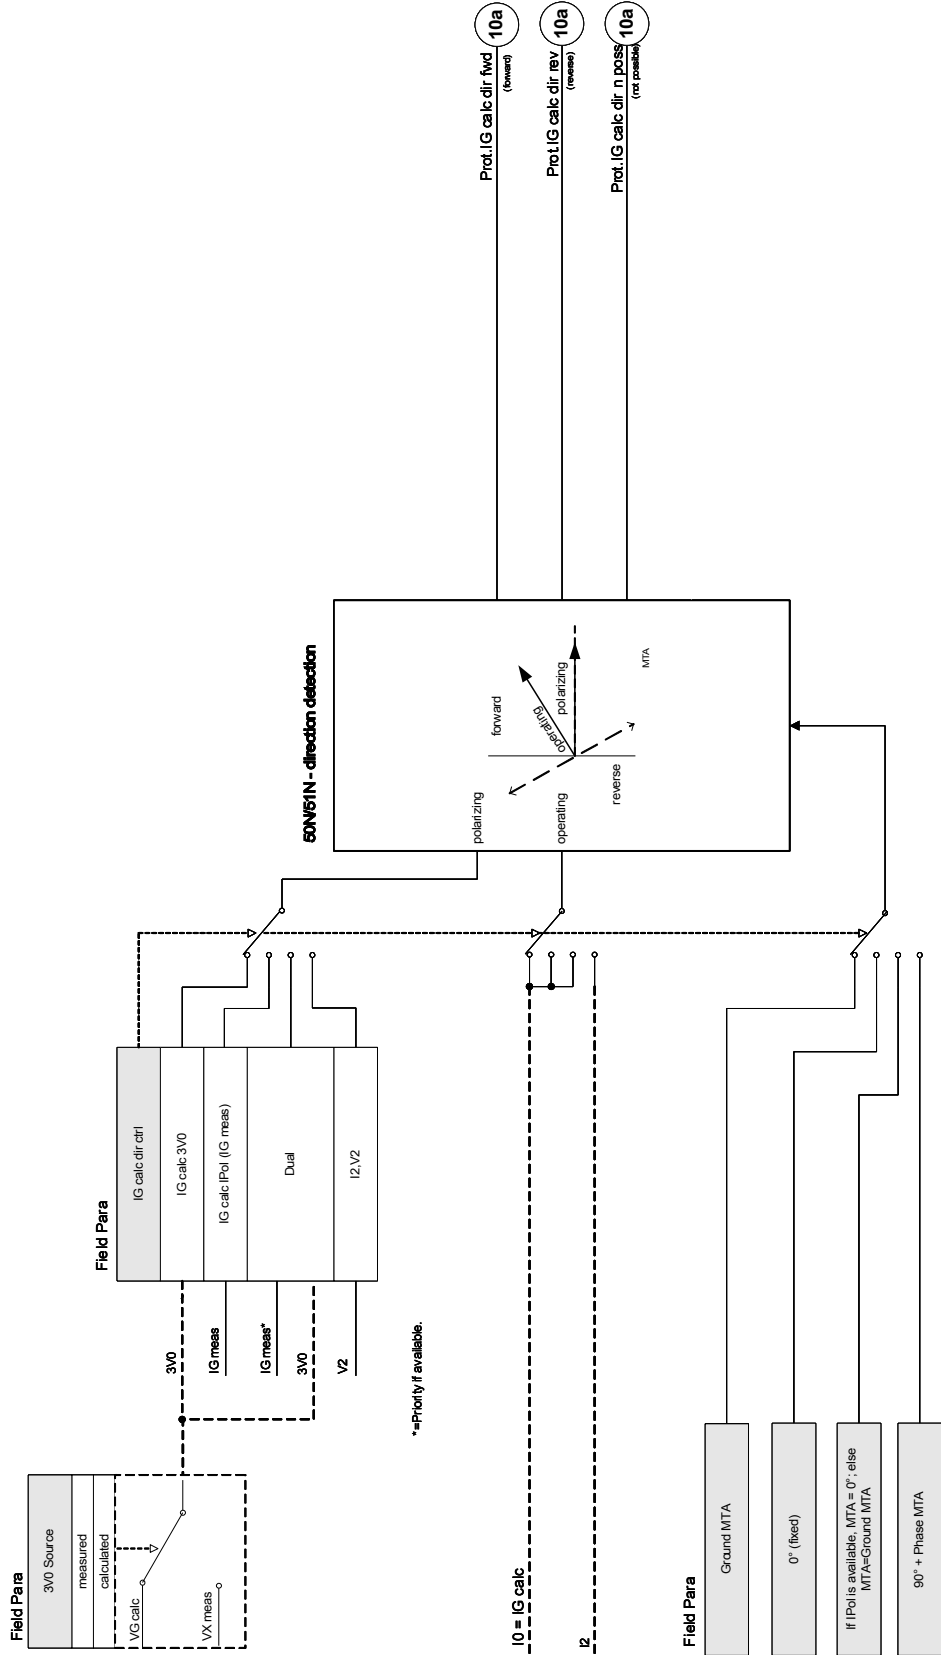 Field Para
3V0 Source
measured
calculated
VG calc
VX meas
Field Para
IG calc dir ctrl
IG calc 3V0
IG calc IPol (IG meas)
Dual
I2,V2
3V0
IG meas
IG meas*
3V0
V2
*=Priority if available.
I0 = IG calc
I2
Field Para
Ground MTA
0° (fixed)
If IPol is available, MTA = 0°; else
MTA=Ground MTA
90° + Phase MTA
50N/51N - direction detection
polarizing
operating
forward
operating
polarizing
reverse
MTA
Prot.IG calc dir fwd
(forward)
10a
Prot.IG calc dir rev
(reverse)
10a
Prot.IG calc dir n poss
(not possible)
10a